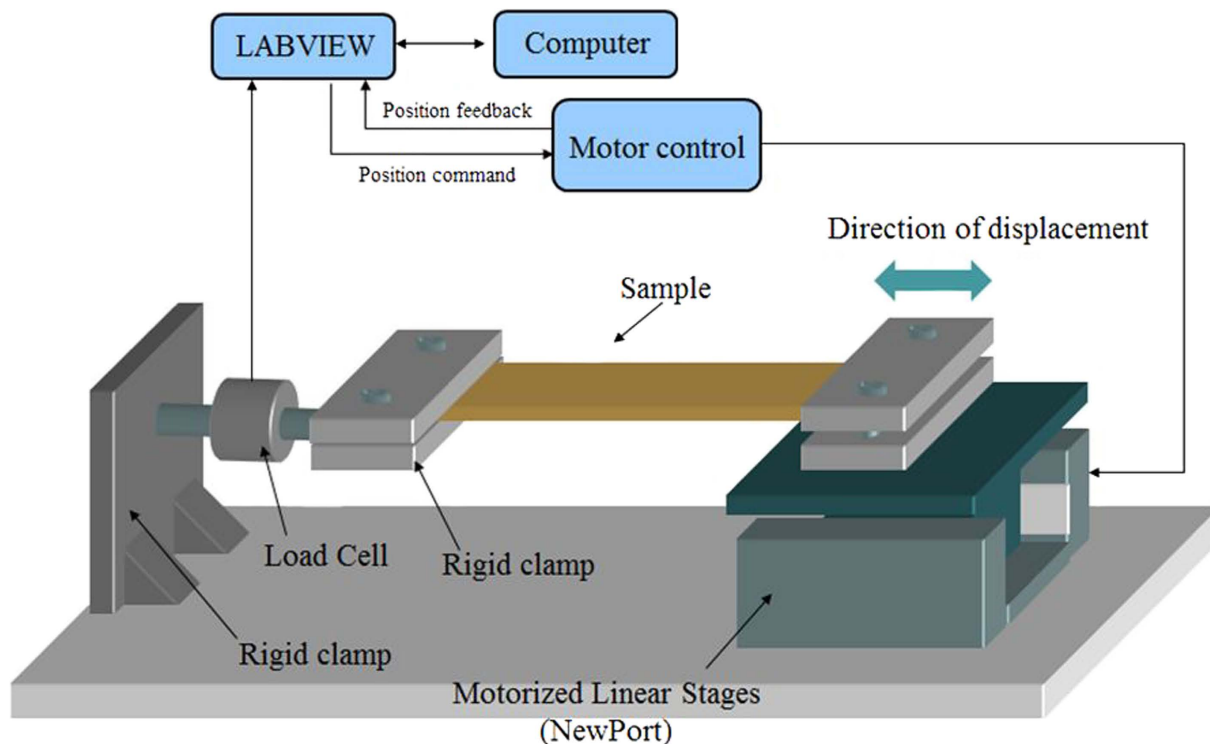 LABVIEW
Computer
Position feedback
Motor control
Position command
Direction of displacement
Sample
Load Cell
Rigid clamp
Rigid clamp
Motorized Linear Stages
(NewPort)